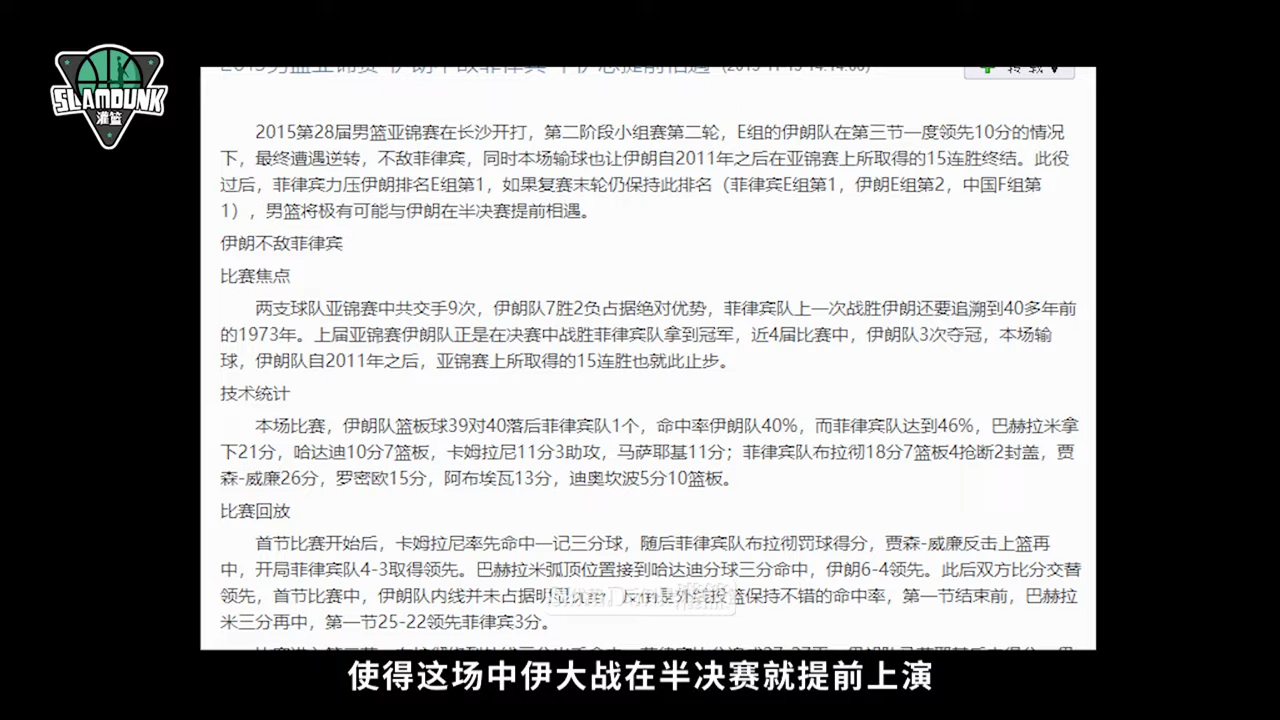 SLAMDUNK
灌篮
2015第28届男篮亚锦赛在长沙开打，第二阶段小组赛第二轮，E组的伊朗队在第三节一度领先10分的情况
下，最终遭遇逆转，不敌菲律宾，同时本场输球也让伊朗自2011年之后在亚锦赛上所取得的15连胜终结。此役
过后，菲律宾力压伊朗排名E组第1，如果复赛末轮仍保持此排名（菲律宾E组第1，伊朗E组第2，中国F组第
1），男篮将极有可能与伊朗在半决赛提前相遇。
伊朗不敌菲律宾
比赛焦点
两支球队亚锦赛中共交手9次，伊朗队7胜2负占据绝对优势，菲律宾队上一次战胜伊朗还要追溯到40多年前
的1973年。上届亚锦赛伊朗队正是在决赛中战胜菲律宾队拿到冠军，近4届比赛中，伊朗队3次夺冠，本场输
球，伊朗队自2011年之后，亚锦赛上所取得的15连胜也就此止步。
技术统计
本场比赛，伊朗队篮板球39对40落后菲律宾队1个，命中率伊朗队40%，而菲律宾队达到46%，巴赫拉米拿
下21分，哈达迪10分7篮板，卡姆拉尼11分3助攻，马萨耶基11分；菲律宾队布拉彻18分7篮板4抢断2封盖，贾
森-威廉26分，罗密欧15分，阿布埃瓦13分，迪奥坎波5分10篮板。
比赛回放
首节比赛开始后，卡姆拉尼率先命中一记三分球，随后菲律宾队布拉彻罚球得分，贾森-威廉反击上篮再
中，开局菲律宾队4-3取得领先。巴赫拉米弧顶位置接到哈达迪分球三分命中，伊朗6-4领先。此后双方比分交替
领先，首节比赛中，伊朗队内线并未占据明显优势，反而是外线投篮保持不错的命中率，第一节结束前，巴赫拉
米三分再中，第一节25-22领先菲律宾3分。
使得这场中伊大战在半决赛就提前上演